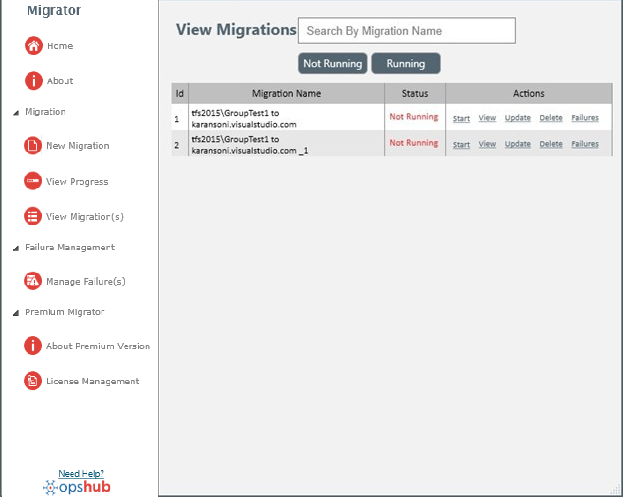 Migrator
Home
About
Migration
New Migration
View Progress
View Migration(s)
Failure Management
Manage Failure(s)
Premium Migrator
About Premium Version
License Management
Need Help?
opshub
View Migrations
Search By Migration Name
Not Running Running
Id Migration Name Status Actions
1 tfs2015\GroupTest1 to Not Running Start View Update Delete Failures
karansoni.visualstudio.com
2 tfs2015\GroupTest1 to Not Running Start View Update Delete Failures
karansoni.visualstudio.com _1